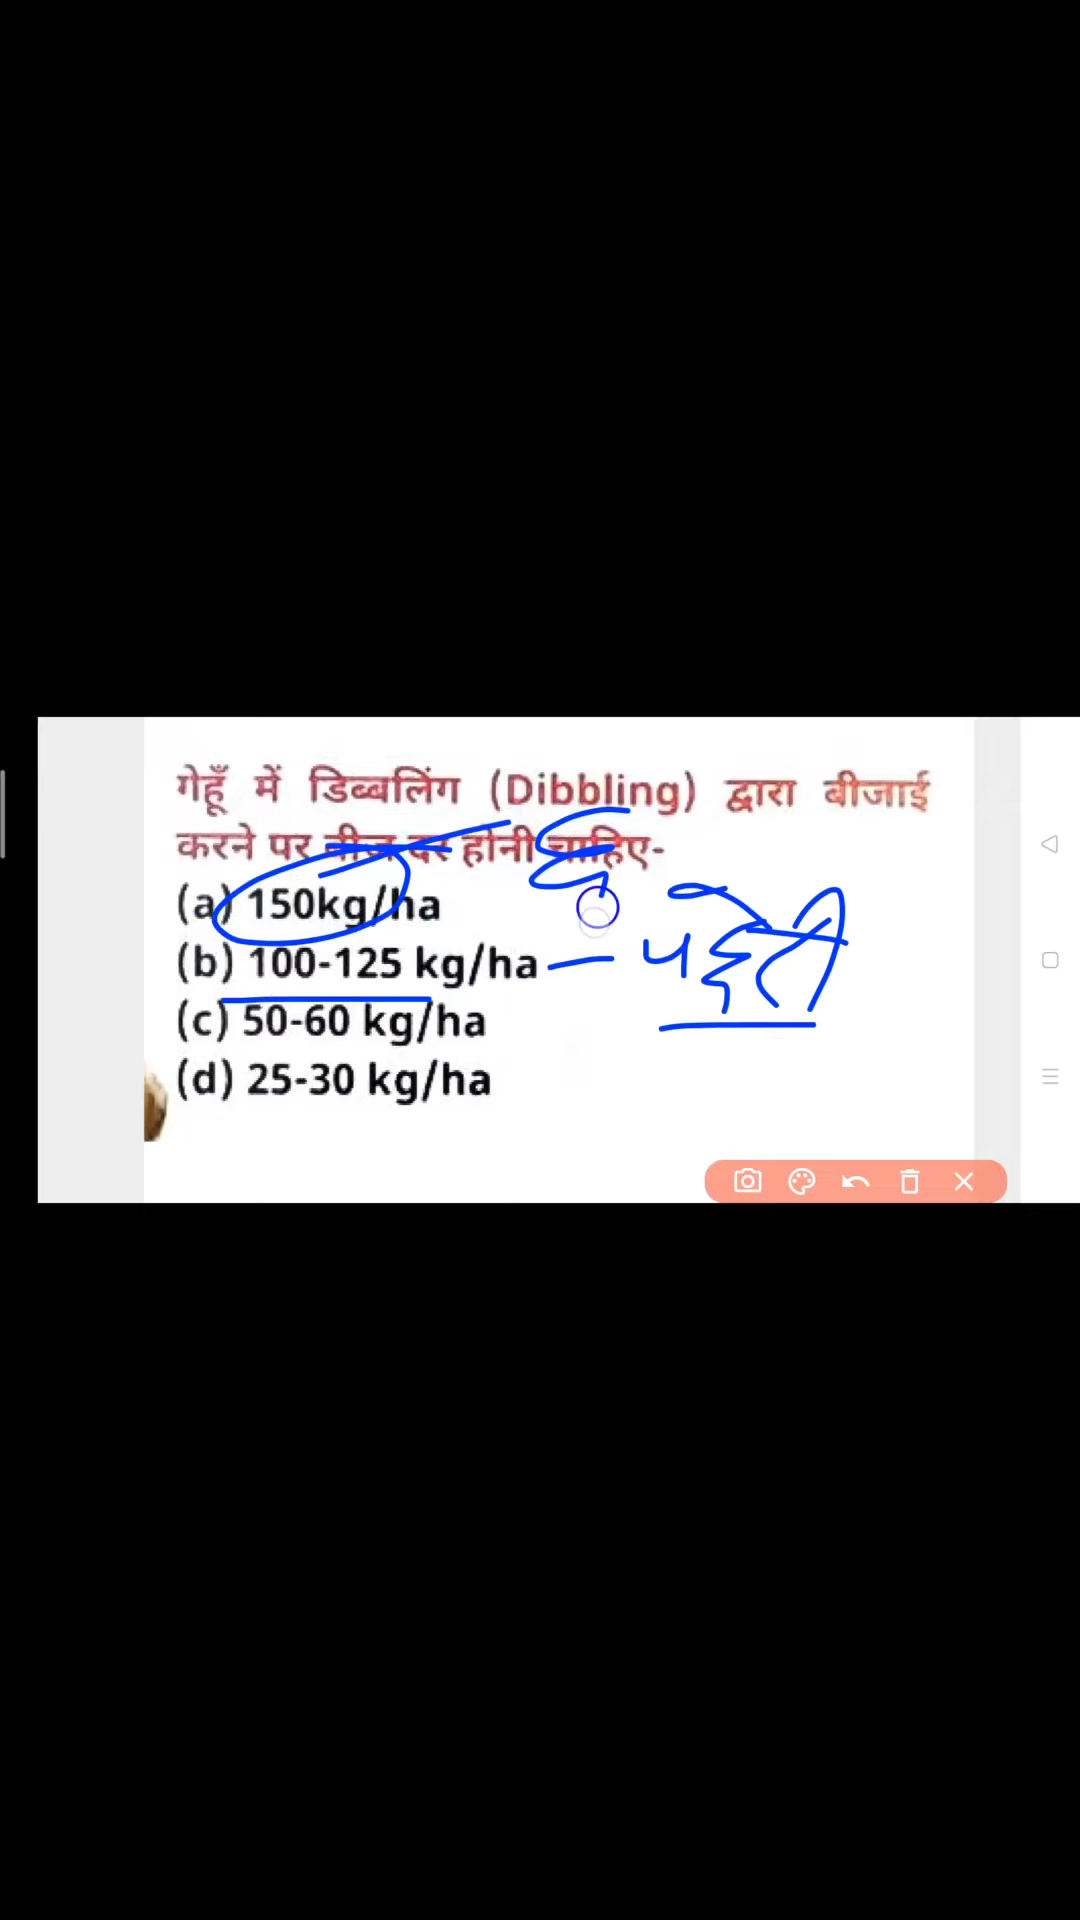 गेहूँ में डिब्बलिंग (Dibbling) द्वारा बीजाई
करने पर बीज दर होनी चाहिए-
(a) 150kg/ha
(b) 100-125 kg/ha
(c) 50-60 kg/ha
(d) 25-30 kg/ha